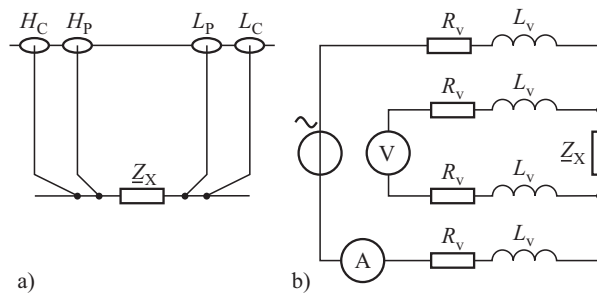 H_C H_P L_P L_C
Z_X
a)
R_v L_v
R_v L_v
V
Z_X
R_v L_v
A R_v L_v
b)